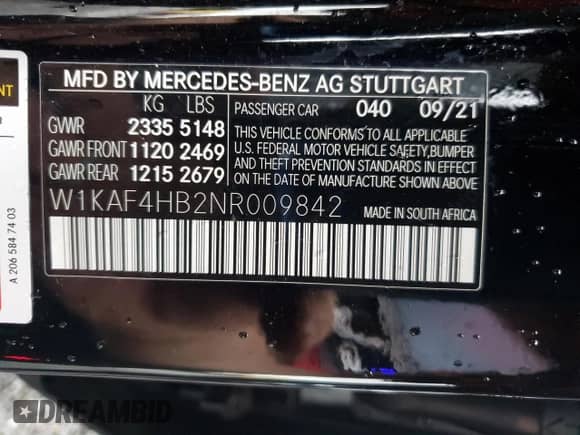 MFD BY MERCEDES-BENZ AG STUTTGART
KG LBS
PASSENGER CAR 040 09/21
GWR 2335 5148
GAWR FRONT 1120 2469
GAWR REAR 1215 2679
THIS VEHICLE CONFORMS TO ALL APPLICABLE
U.S. FEDERAL MOTOR VEHICLE SAFETY,BUMPER
AND THEFT PREVENTION STANDARDS IN EFFECT
ON THE DATE OF MANUFACTURE SHOWN ABOVE.
W1KAF4HB2NR009842
MADE IN SOUTH AFRICA
A 206 584 74 03
DREAMBID